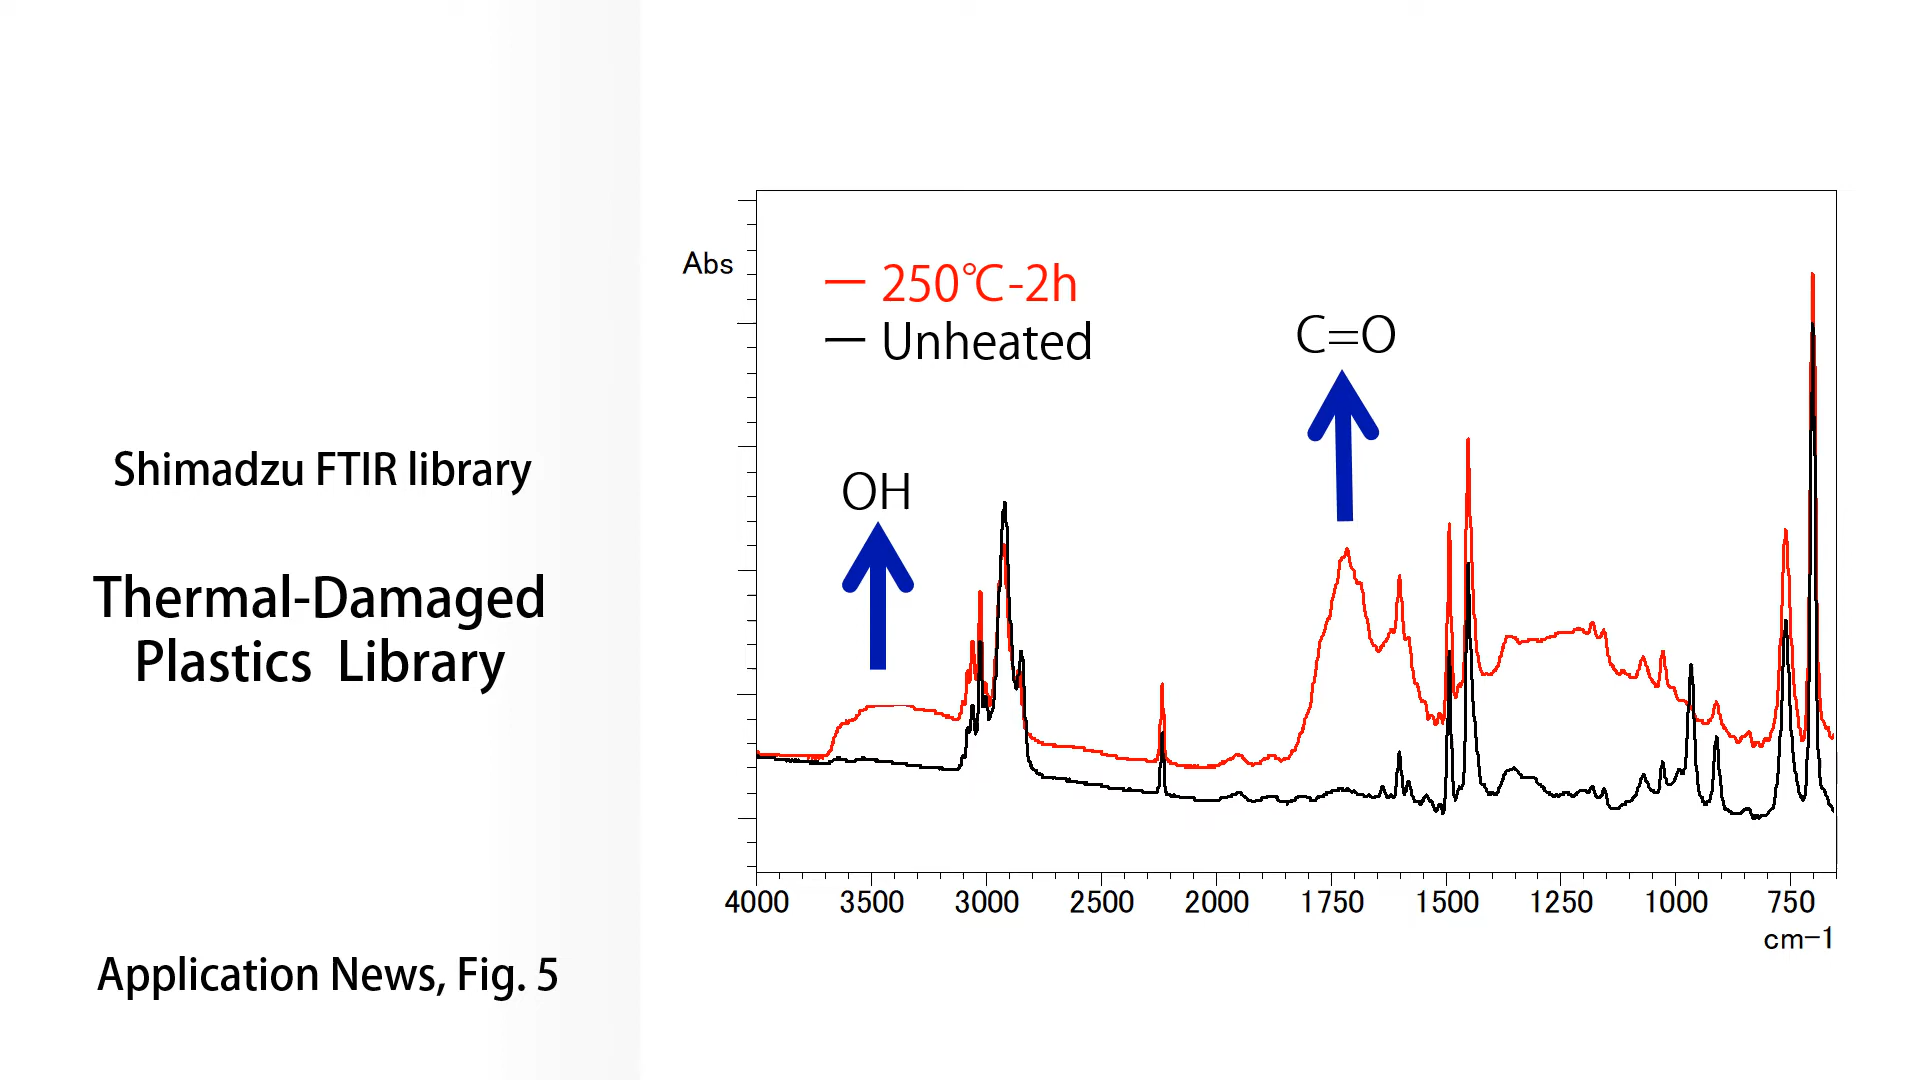 Shimadzu FTIR library
Thermal-Damaged
Plastics Library
Application News, Fig. 5
Abs
250℃-2h
Unheated
OH
C=O
4000 3500 3000 2500 2000 1750 1500 1250 1000 750
cm-1